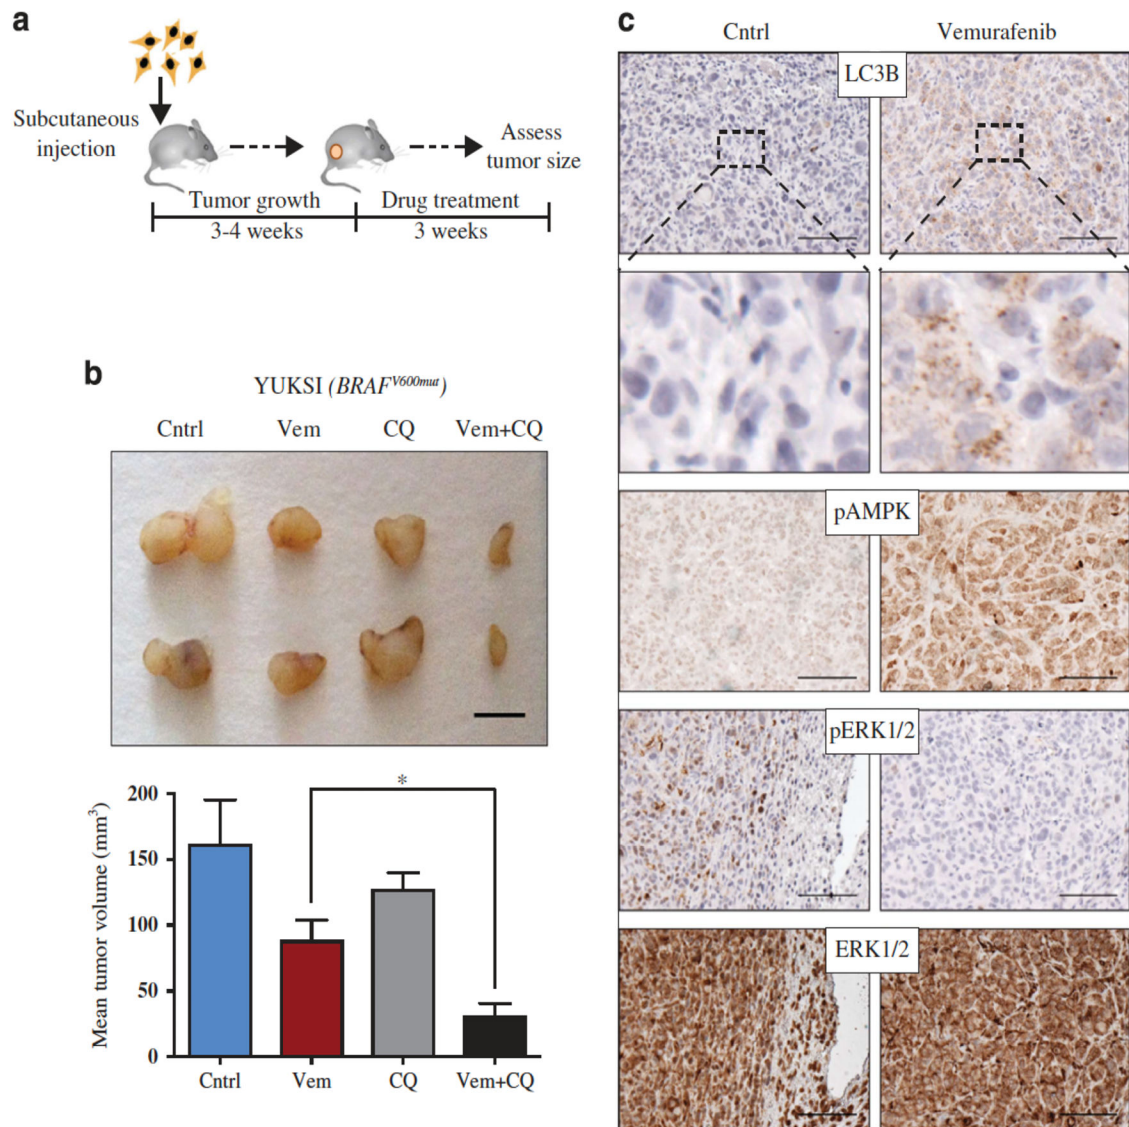 a
Subcutaneous
injection
Assess
tumor size
Tumor growth
Drug treatment
3-4 weeks
3 weeks
b
YUKSI (BRAF^V600mut)
Cntrl Vem CQ Vem+CQ
Mean tumor volume (mm³)
200
*
150
100
50
0
Cntrl Vem CQ Vem+CQ
c
Cntrl Vemurafenib
LC3B
pAMPK
pERK1/2
ERK1/2